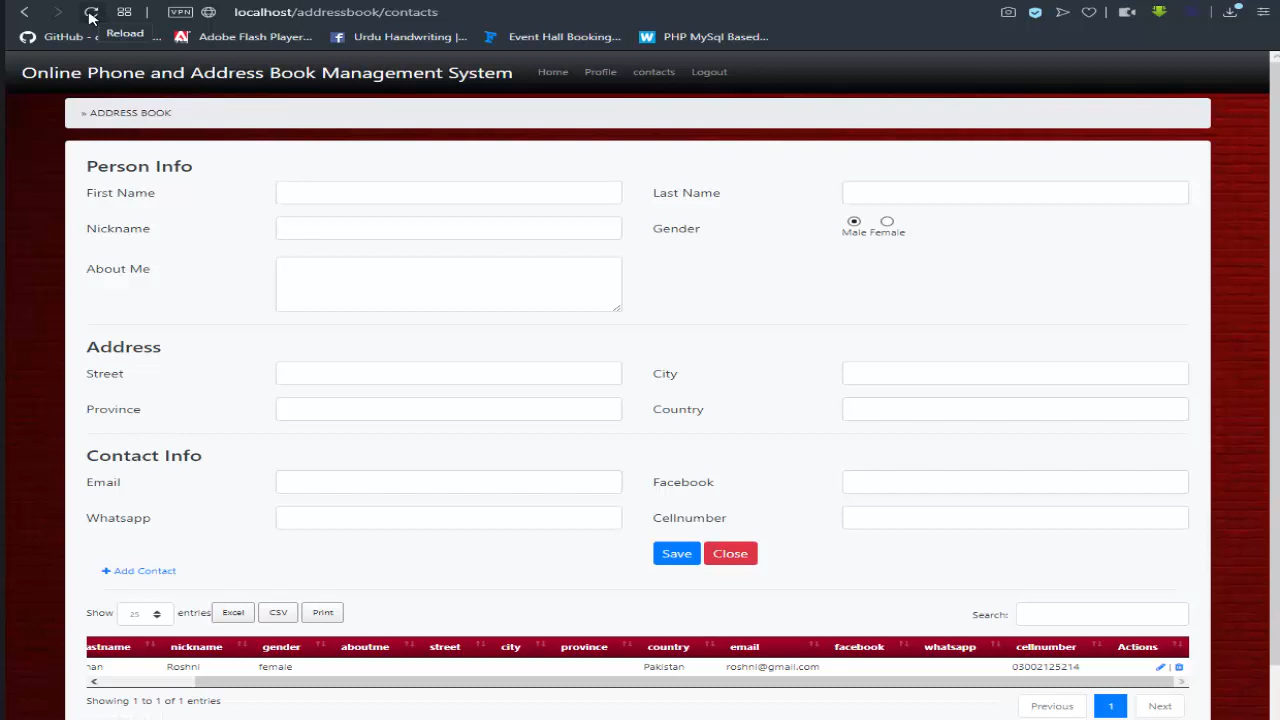 VPN localhost/addressbook/contacts
GitHub - c ... Reload Adobe Flash Player... Urdu Handwriting |... Event Hall Booking... PHP MySql Based...
Online Phone and Address Book Management System Home Profile contacts Logout
» ADDRESS BOOK
Person Info
First Name Last Name
Nickname Gender Male Female
About Me
Address
Street City
Province Country
Contact Info
Email Facebook
Whatsapp Cellnumber
Save Close
+ Add Contact
Show 25 entries Excel CSV Print Search:
astname nickname gender aboutme street city province country email facebook whatsapp cellnumber Actions
nan Roshni female Pakistan roshni@gmail.com 03002125214 |
Showing 1 to 1 of 1 entries Previous 1 Next